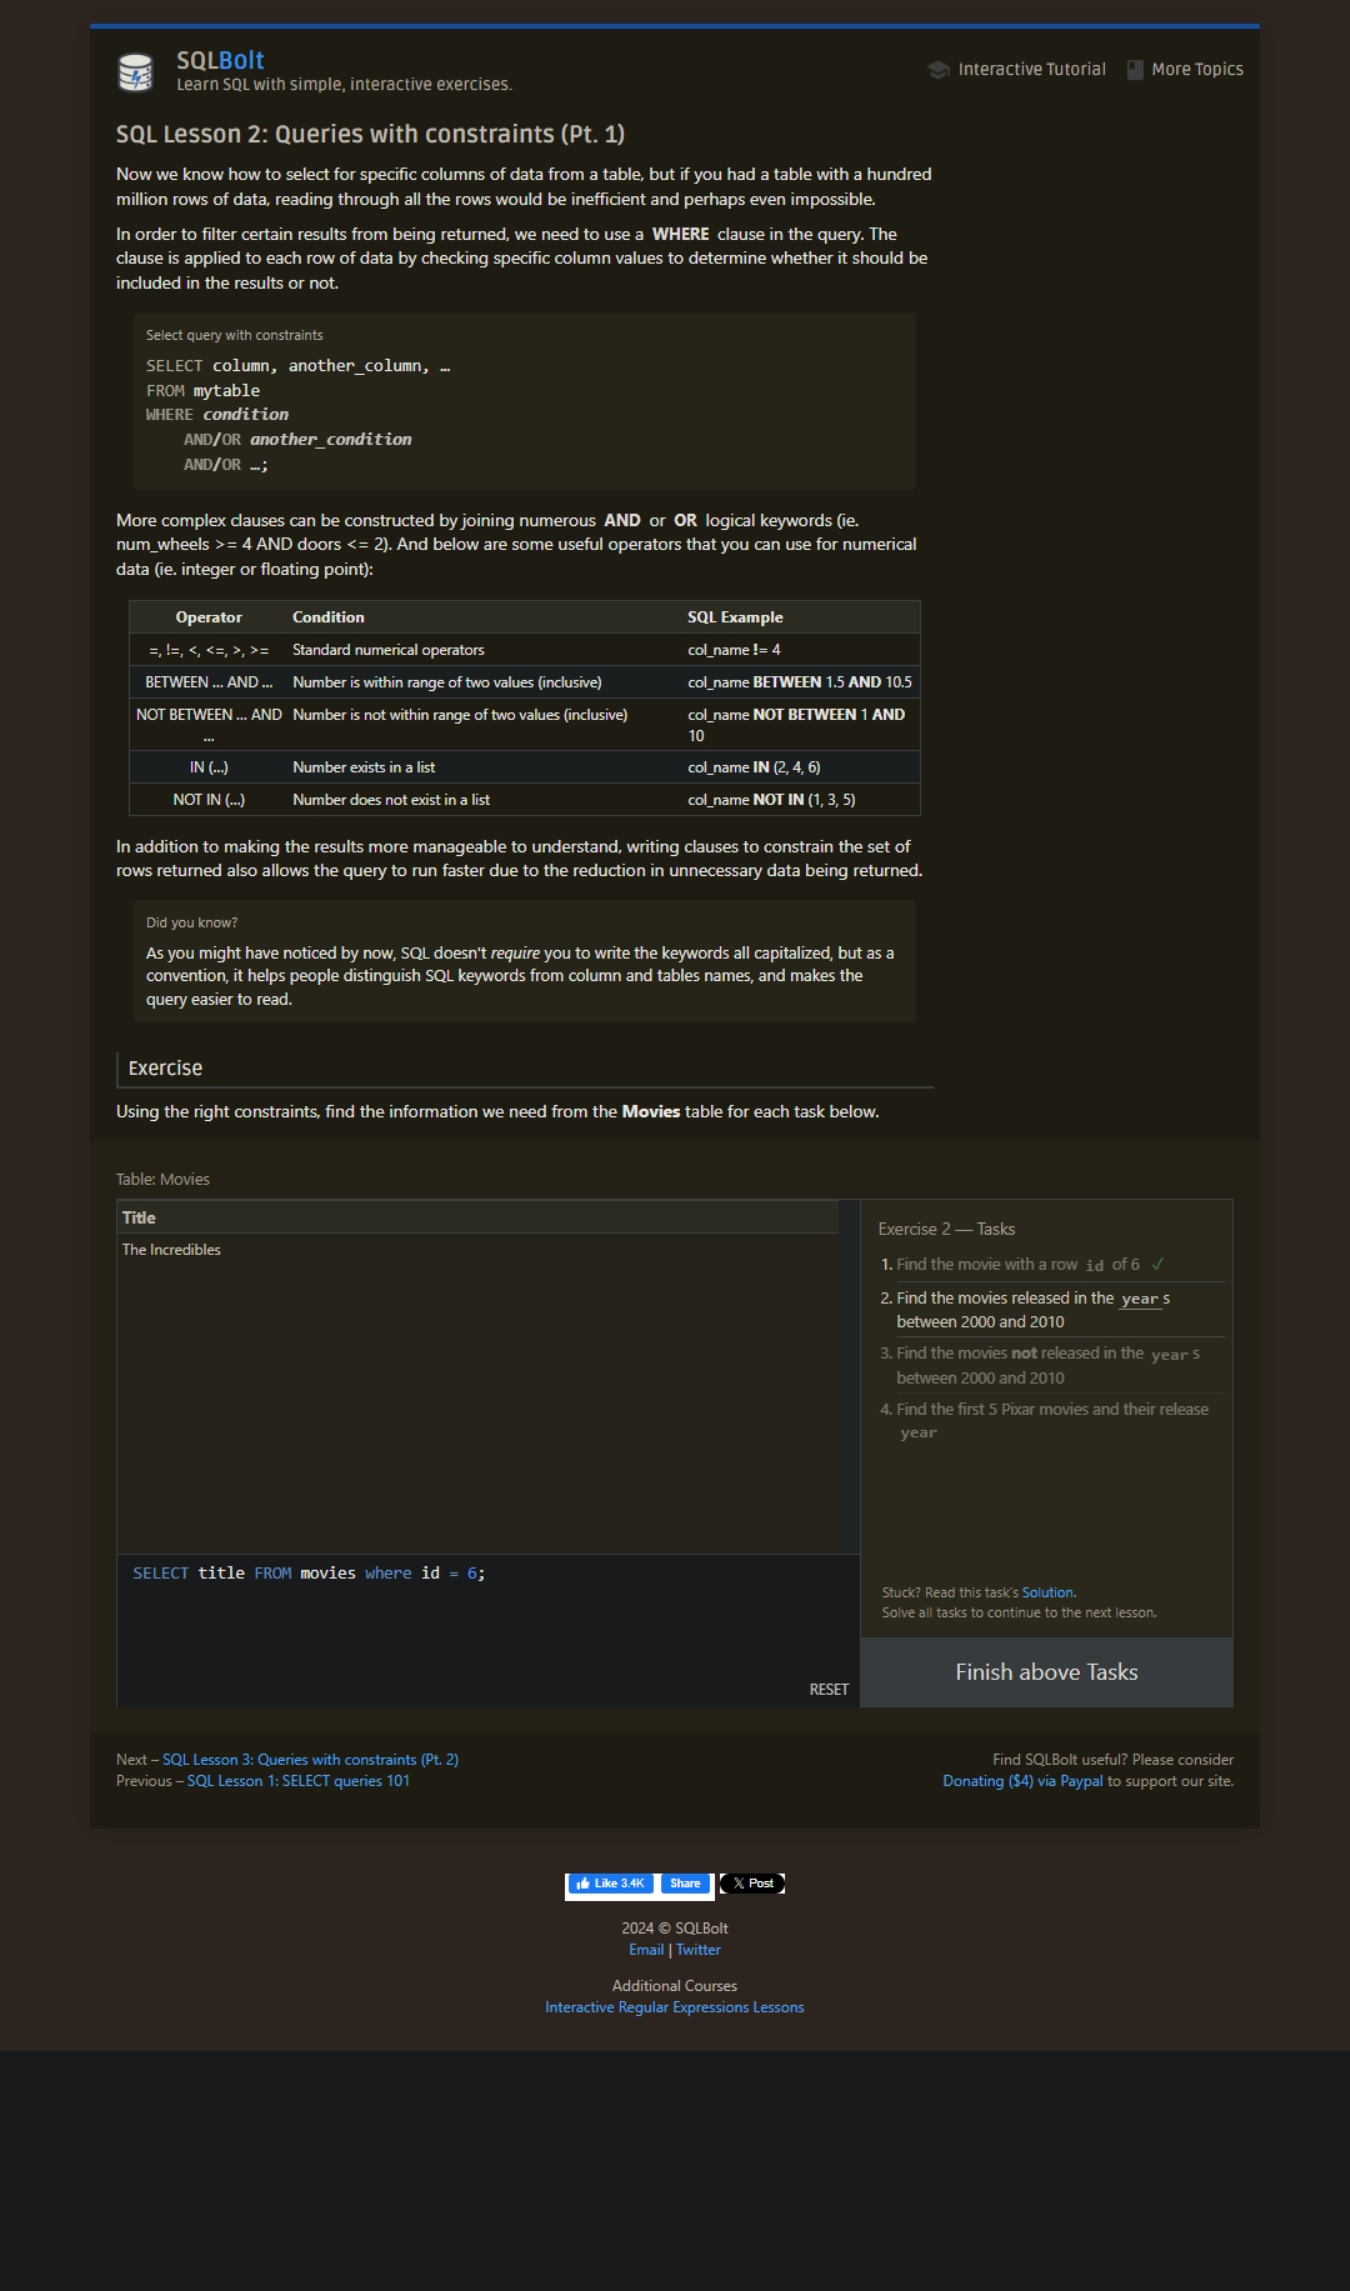 SQLBolt
Learn SQL with simple, interactive exercises.
Interactive Tutorial
More Topics
SQL Lesson 2: Queries with constraints (Pt. 1)
Now we know how to select for specific columns of data from a table, but if you had a table with a hundred
million rows of data, reading through all the rows would be inefficient and perhaps even impossible.
In order to filter certain results from being returned, we need to use a WHERE clause in the query. The
clause is applied to each row of data by checking specific column values to determine whether it should be
included in the results or not.
Select query with constraints
SELECT column, another_column, …
FROM mytable
WHERE condition
AND/OR another_condition
AND/OR …;
More complex clauses can be constructed by joining numerous AND or OR logical keywords (ie.
num_wheels >= 4 AND doors <= 2). And below are some useful operators that you can use for numerical
data (ie. integer or floating point):
Operator Condition SQL Example
=, !=, <, <=, >, >= Standard numerical operators col_name != 4
BETWEEN … AND … Number is within range of two values (inclusive) col_name BETWEEN 1.5 AND 10.5
NOT BETWEEN … AND Number is not within range of two values (inclusive) col_name NOT BETWEEN 1 AND
… 10
IN (…) Number exists in a list col_name IN (2, 4, 6)
NOT IN (…) Number does not exist in a list col_name NOT IN (1, 3, 5)
In addition to making the results more manageable to understand, writing clauses to constrain the set of
rows returned also allows the query to run faster due to the reduction in unnecessary data being returned.
Did you know?
As you might have noticed by now, SQL doesn't require you to write the keywords all capitalized, but as a
convention, it helps people distinguish SQL keywords from column and tables names, and makes the
query easier to read.
Exercise
Using the right constraints, find the information we need from the Movies table for each task below.
Table: Movies
Title
The Incredibles
SELECT title FROM movies where id = 6;
RESET
Exercise 2 — Tasks
1. Find the movie with a row id of 6 ✓
2. Find the movies released in the year s
between 2000 and 2010
3. Find the movies not released in the year s
between 2000 and 2010
4. Find the first 5 Pixar movies and their release
year
Stuck? Read this task's Solution.
Solve all tasks to continue to the next lesson.
Finish above Tasks
Next – SQL Lesson 3: Queries with constraints (Pt. 2)
Previous – SQL Lesson 1: SELECT queries 101
Find SQLBolt useful? Please consider
Donating ($4) via Paypal to support our site.
Like 3.4K Share X Post
2024 © SQLBolt
Email | Twitter
Additional Courses
Interactive Regular Expressions Lessons